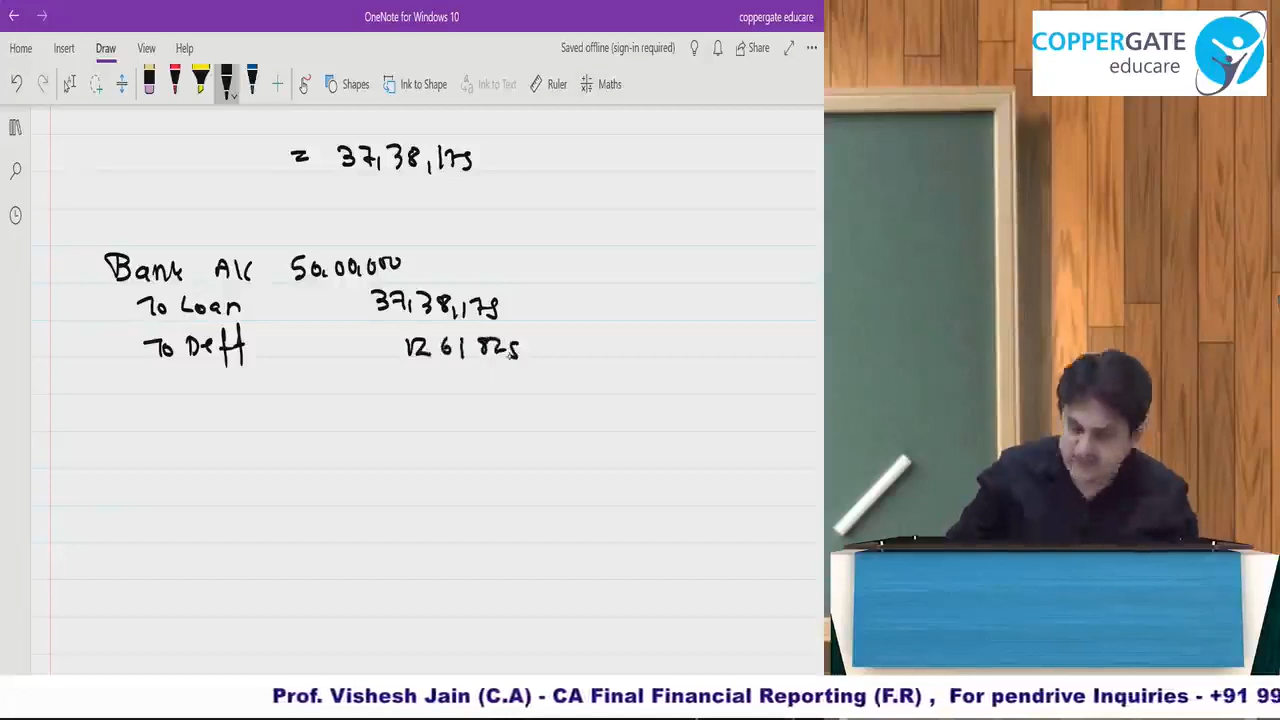 OneNote for Windows 10
coppergate educare
Home Insert Draw View Help
Saved offline (sign-in required)
Share
Shapes
Ink to Shape
Ink to Text
Ruler
Maths
COPPERGATE
educare
= 37,38,175
Bank A/c 50,00,000
To Loan 37,38,175
To Deff 12 61 825
Prof. Vishesh Jain (C.A) - CA Final Financial Reporting (F.R) , For pendrive Inquiries - +91 99